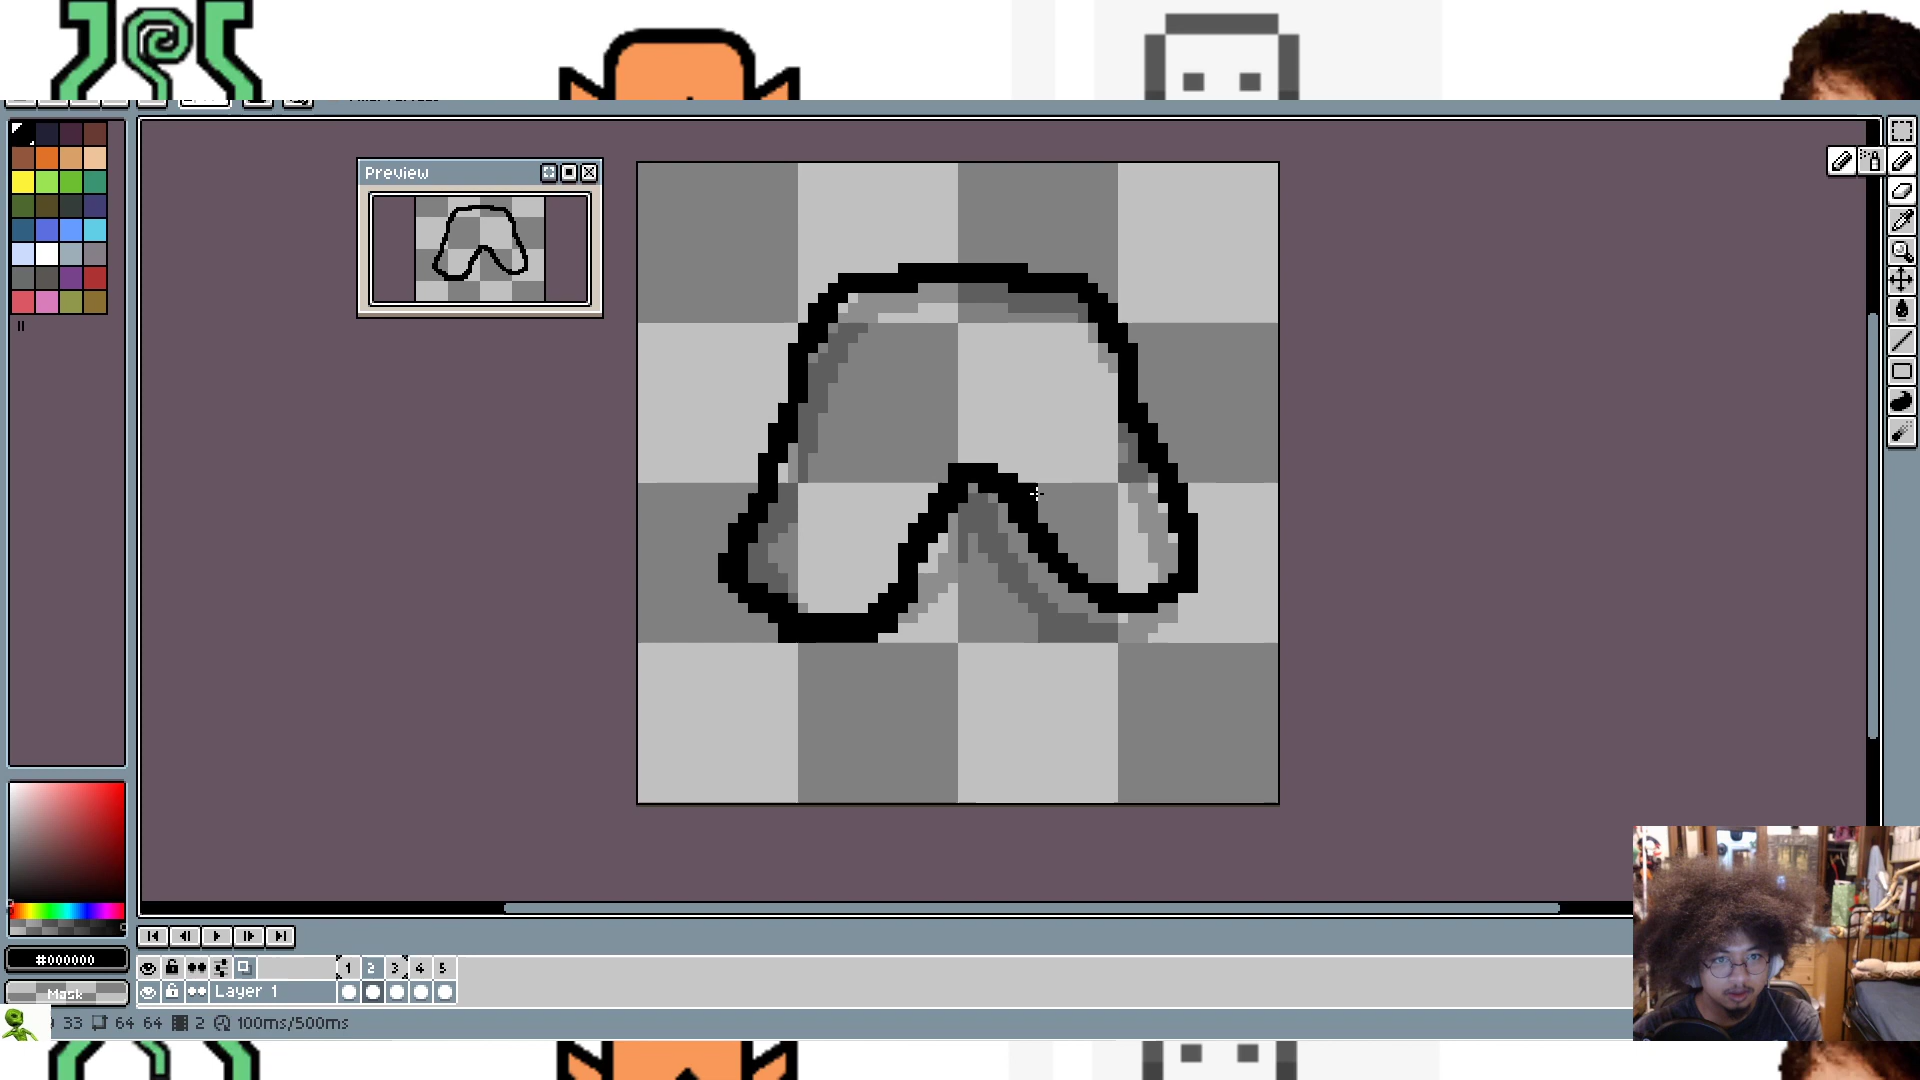 Preview
#000000
Mask
1 2 3 4 5
Layer 1
33 64 64 2 100ms/500ms